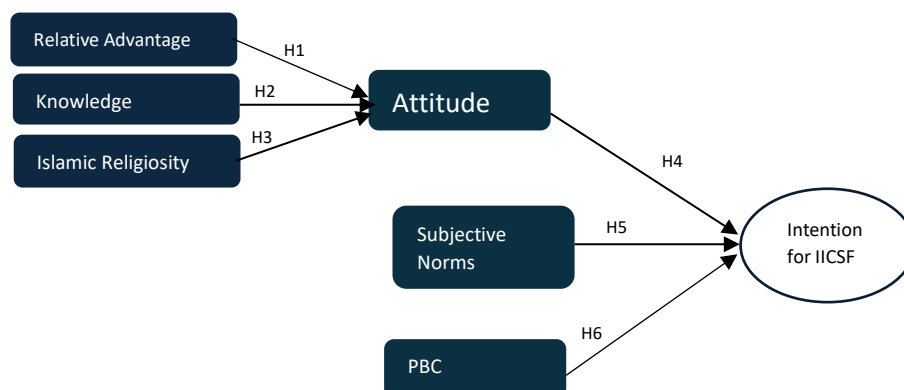 Relative Advantage
H1
Knowledge
H2
Attitude
H3
Islamic Religiosity
H4
Subjective
Norms
H5
Intention
for IICSF
H6
PBC